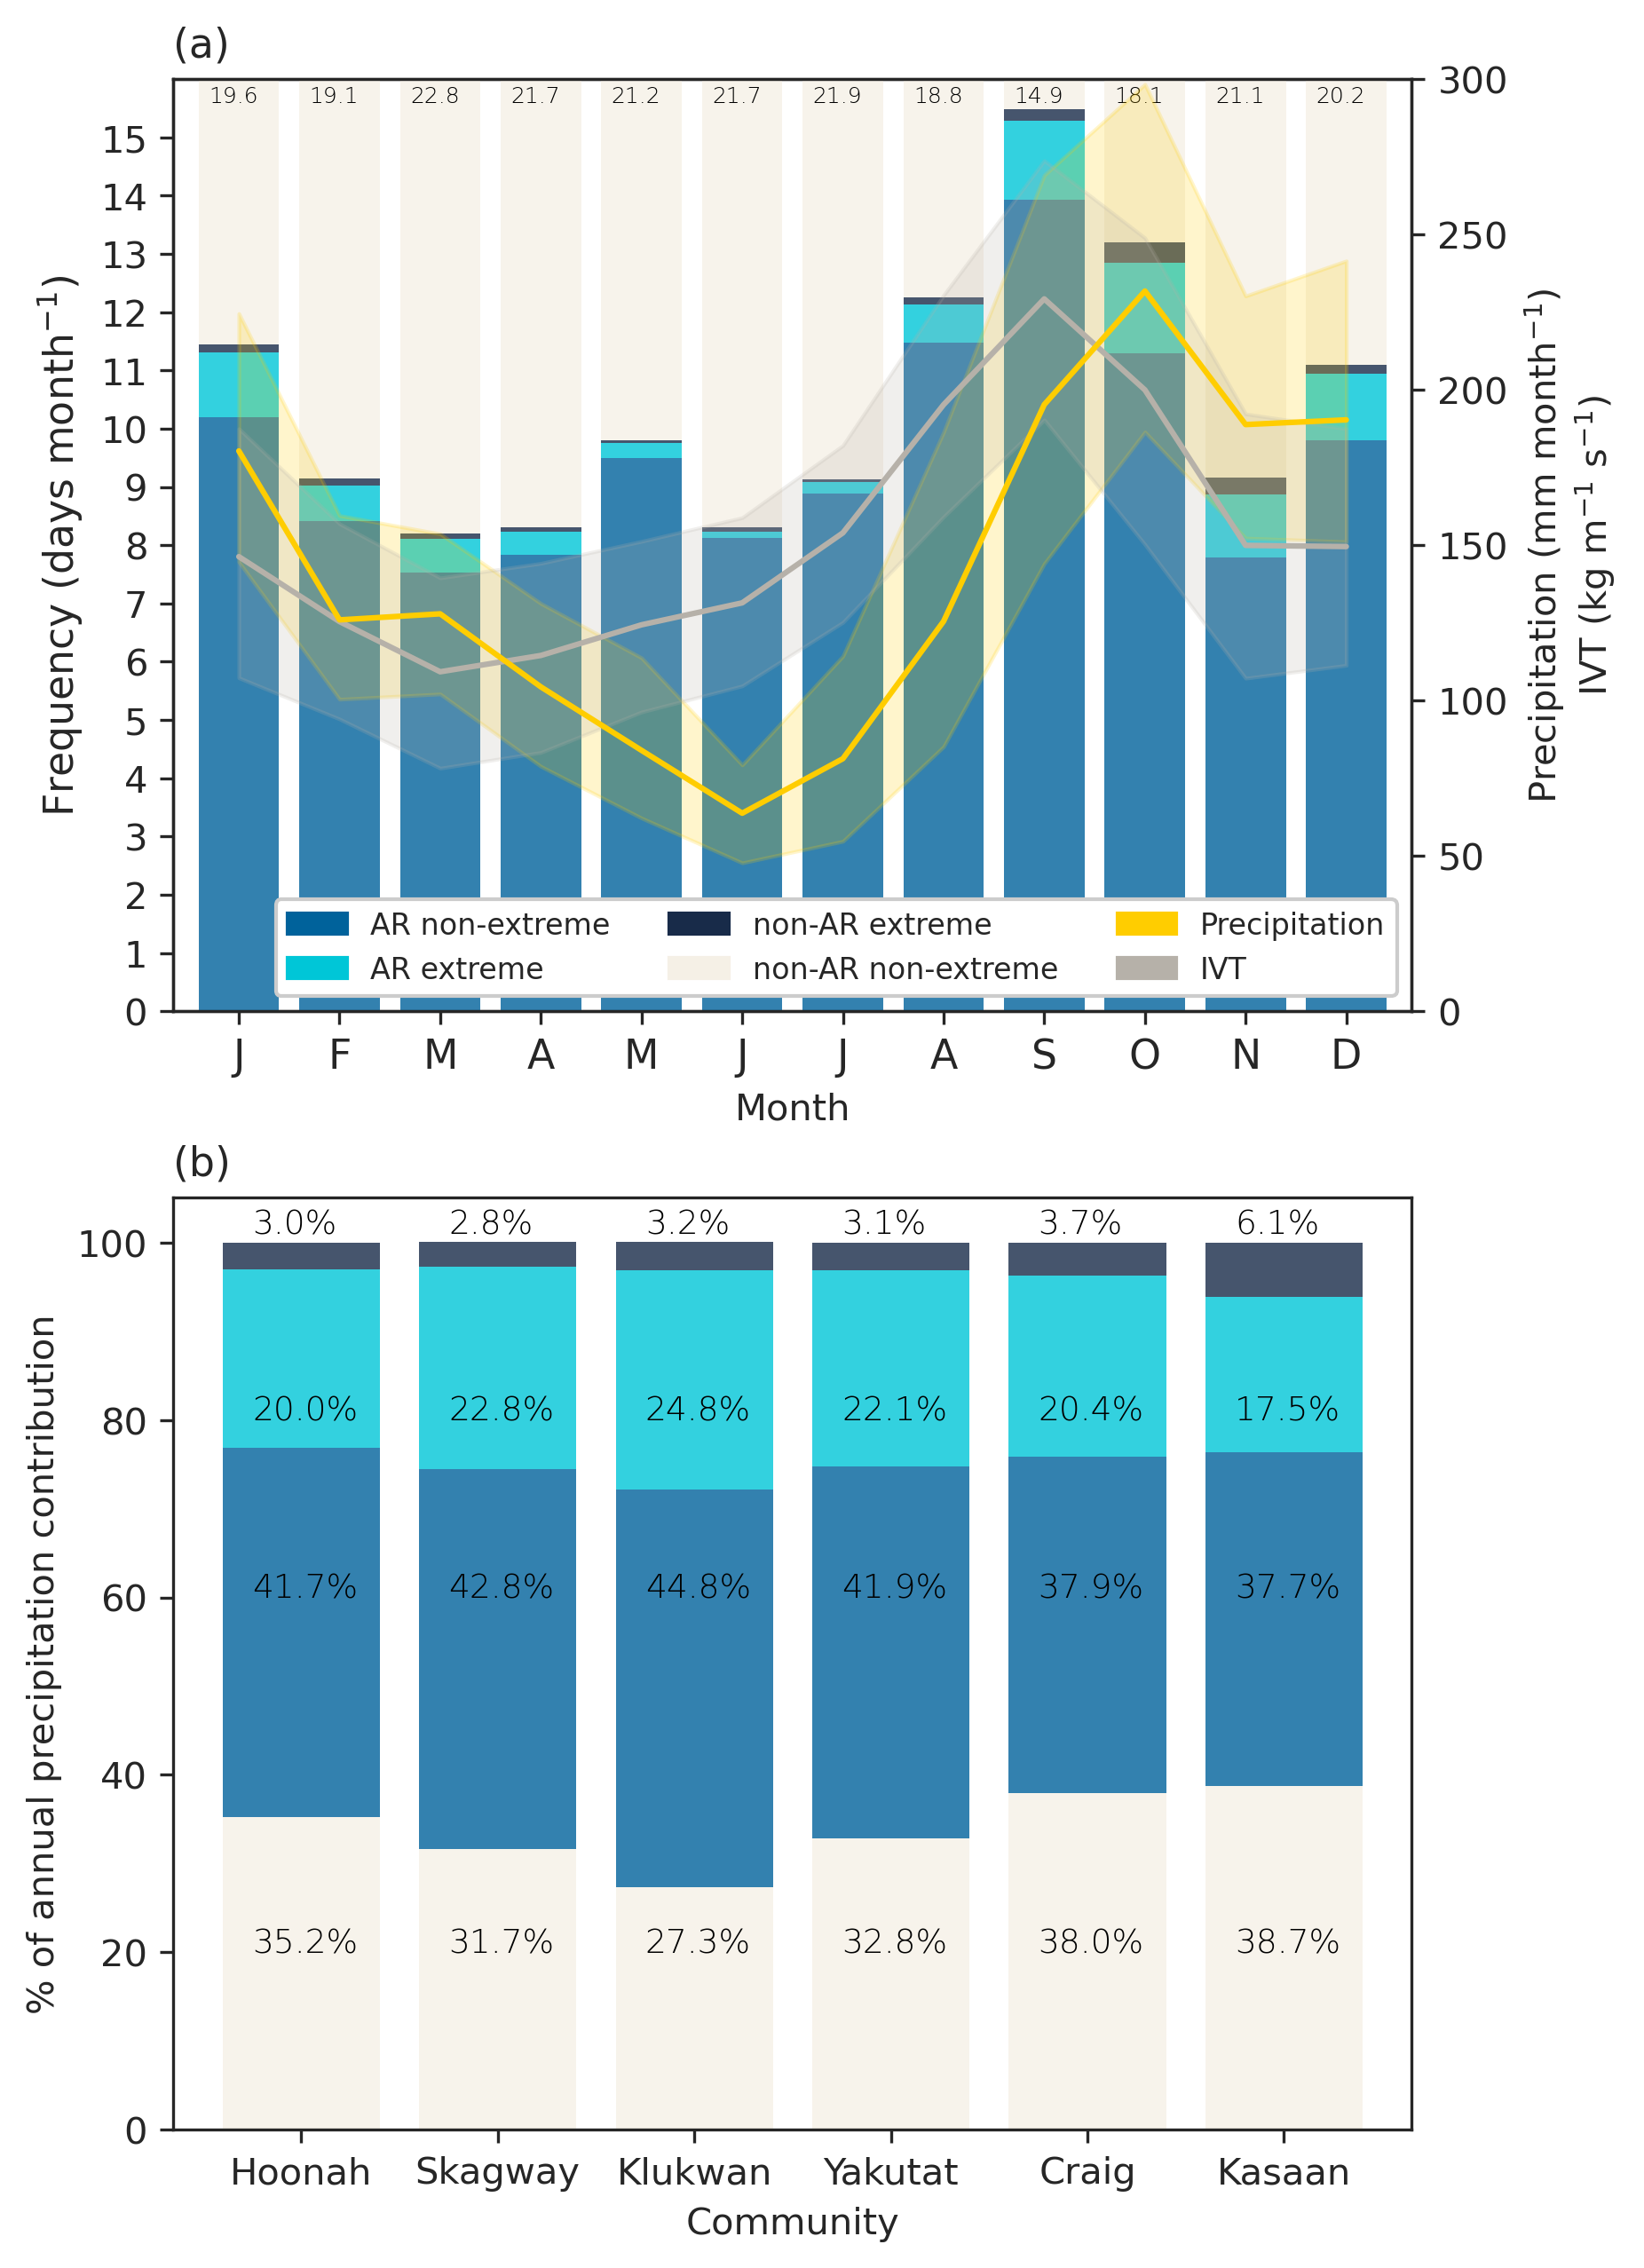 (a)
19.6 19.1 22.8 21.7 21.2 21.7 21.9 18.8 14.9 18.1 21.1 20.2
300
250
200
150
100
50
0
15
14
13
12
11
10
9
8
7
6
5
4
3
2
1
0
Frequency (days month⁻¹)
Precipitation (mm month⁻¹)
IVT (kg m⁻¹ s⁻¹)
AR non-extreme non-AR extreme Precipitation
AR extreme non-AR non-extreme IVT
J F M A M J J A S O N D
Month
(b)
3.0% 2.8% 3.2% 3.1% 3.7% 6.1%
20.0% 22.8% 24.8% 22.1% 20.4% 17.5%
41.7% 42.8% 44.8% 41.9% 37.9% 37.7%
35.2% 31.7% 27.3% 32.8% 38.0% 38.7%
100
80
60
40
20
0
% of annual precipitation contribution
Hoonah Skagway Klukwan Yakutat Craig Kasaan
Community